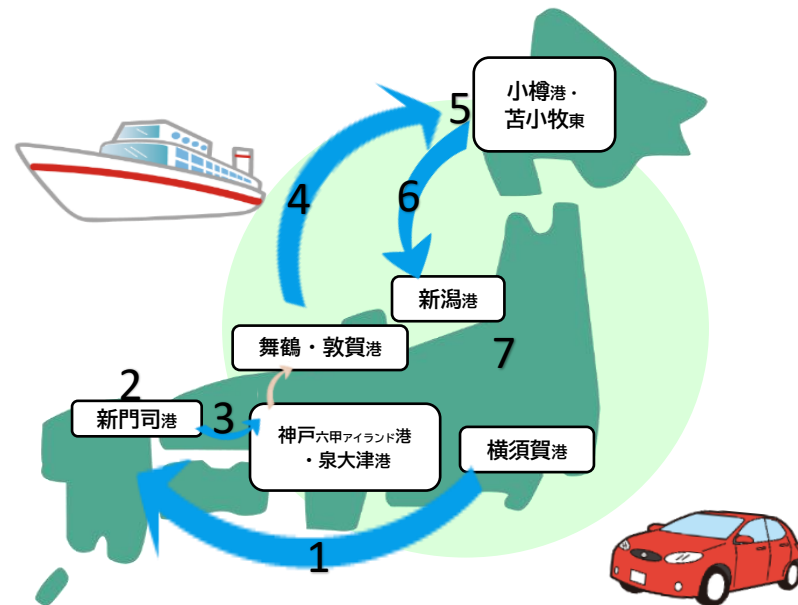 小樽港・
苫小牧東
5
4
6
新潟港
舞鶴・敦賀港
7
2
新門司港
3
神戸六甲アイランド港
・泉大津港
横須賀港
1